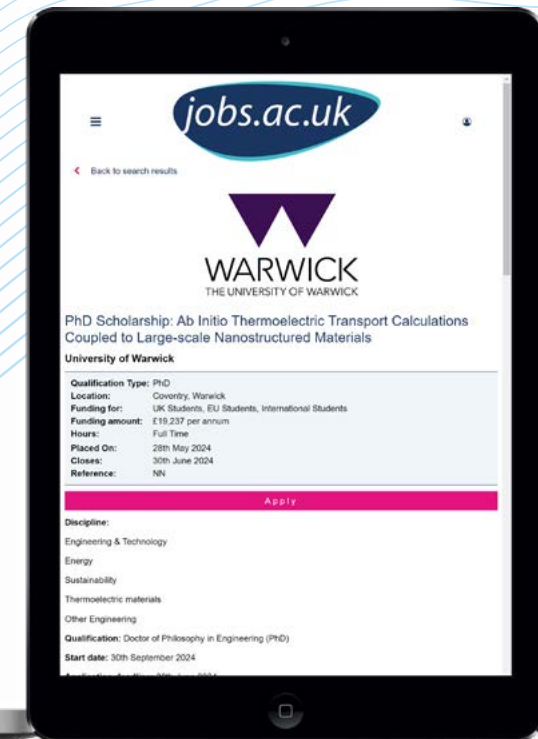 jobs.ac.uk
Back to search results
WARWICK
THE UNIVERSITY OF WARWICK
PhD Scholarship: Ab Initio Thermoelectric Transport Calculations
Coupled to Large-scale Nanostructured Materials
University of Warwick
Qualification Type: PhD
Location: Coventry, Warwick
Funding for: UK Students, EU Students, International Students
Funding amount: £19,237 per annum
Hours: Full Time
Placed On: 28th May 2024
Closes: 30th June 2024
Reference: NN
Apply
Discipline:
Engineering & Technology
Energy
Sustainability
Thermoelectric materials
Other Engineering
Qualification: Doctor of Philosophy in Engineering (PhD)
Start date: 30th September 2024